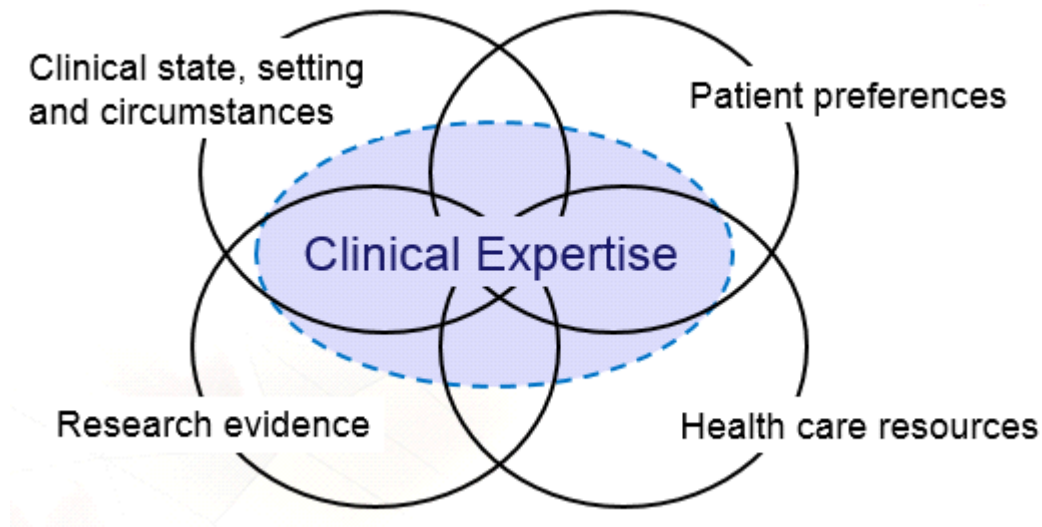 Clinical state, setting
and circumstances
Patient preferences
Clinical Expertise
Research evidence
Health care resources